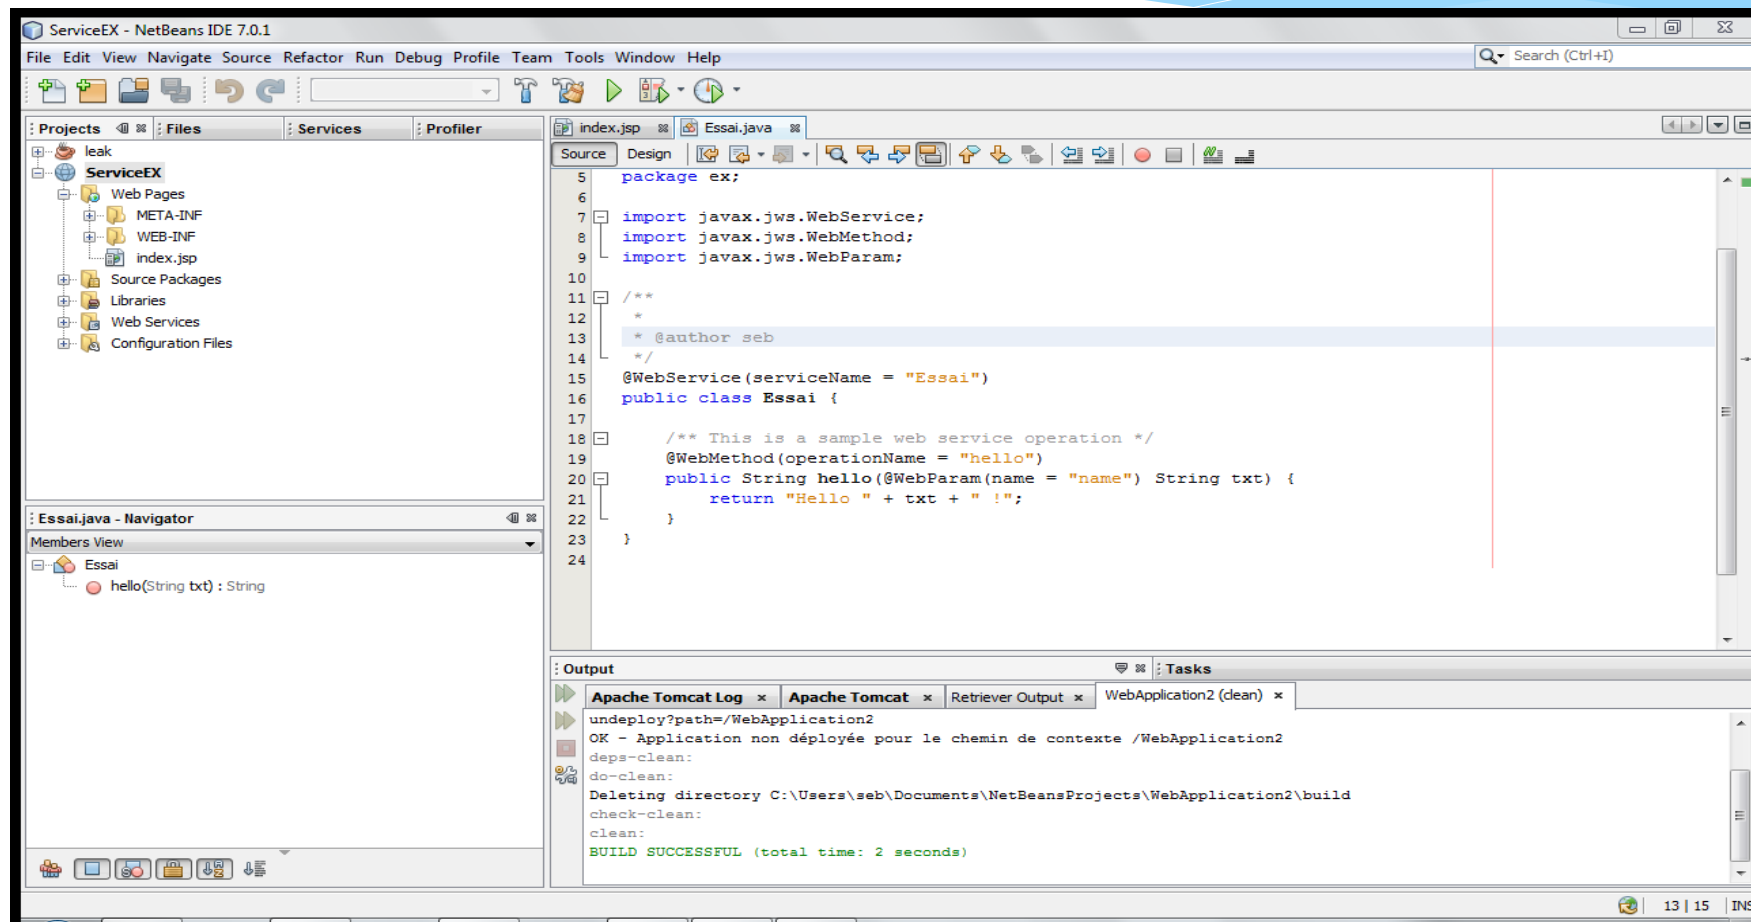 ServiceEX - NetBeans IDE 7.0.1
File Edit View Navigate Source Refactor Run Debug Profile Team Tools Window Help
Search (Ctrl+I)
Projects Files Services Profiler
leak
ServiceEX
Web Pages
META-INF
WEB-INF
index.jsp
Source Packages
Libraries
Web Services
Configuration Files
Essai.java - Navigator
Members View
Essai
hello(String txt) : String
index.jsp Essai.java
Source Design
5 package ex;
6
7 import javax.jws.WebService;
8 import javax.jws.WebMethod;
9 import javax.jws.WebParam;
10
11 /**
12 *
13 * @author seb
14 */
15 @WebService(serviceName = "Essai")
16 public class Essai {
17
18 /** This is a sample web service operation */
19 @WebMethod(operationName = "hello")
20 public String hello(@WebParam(name = "name") String txt) {
21 return "Hello " + txt + " !";
22 }
23 }
24
Output Tasks
Apache Tomcat Log Apache Tomcat Retriever Output WebApplication2 (clean)
undeploy?path=/WebApplication2
OK - Application non déployée pour le chemin de contexte /WebApplication2
deps-clean:
do-clean:
Deleting directory C:\Users\seb\Documents\NetBeansProjects\WebApplication2\build
check-clean:
clean:
BUILD SUCCESSFUL (total time: 2 seconds)
13 | 15 INS